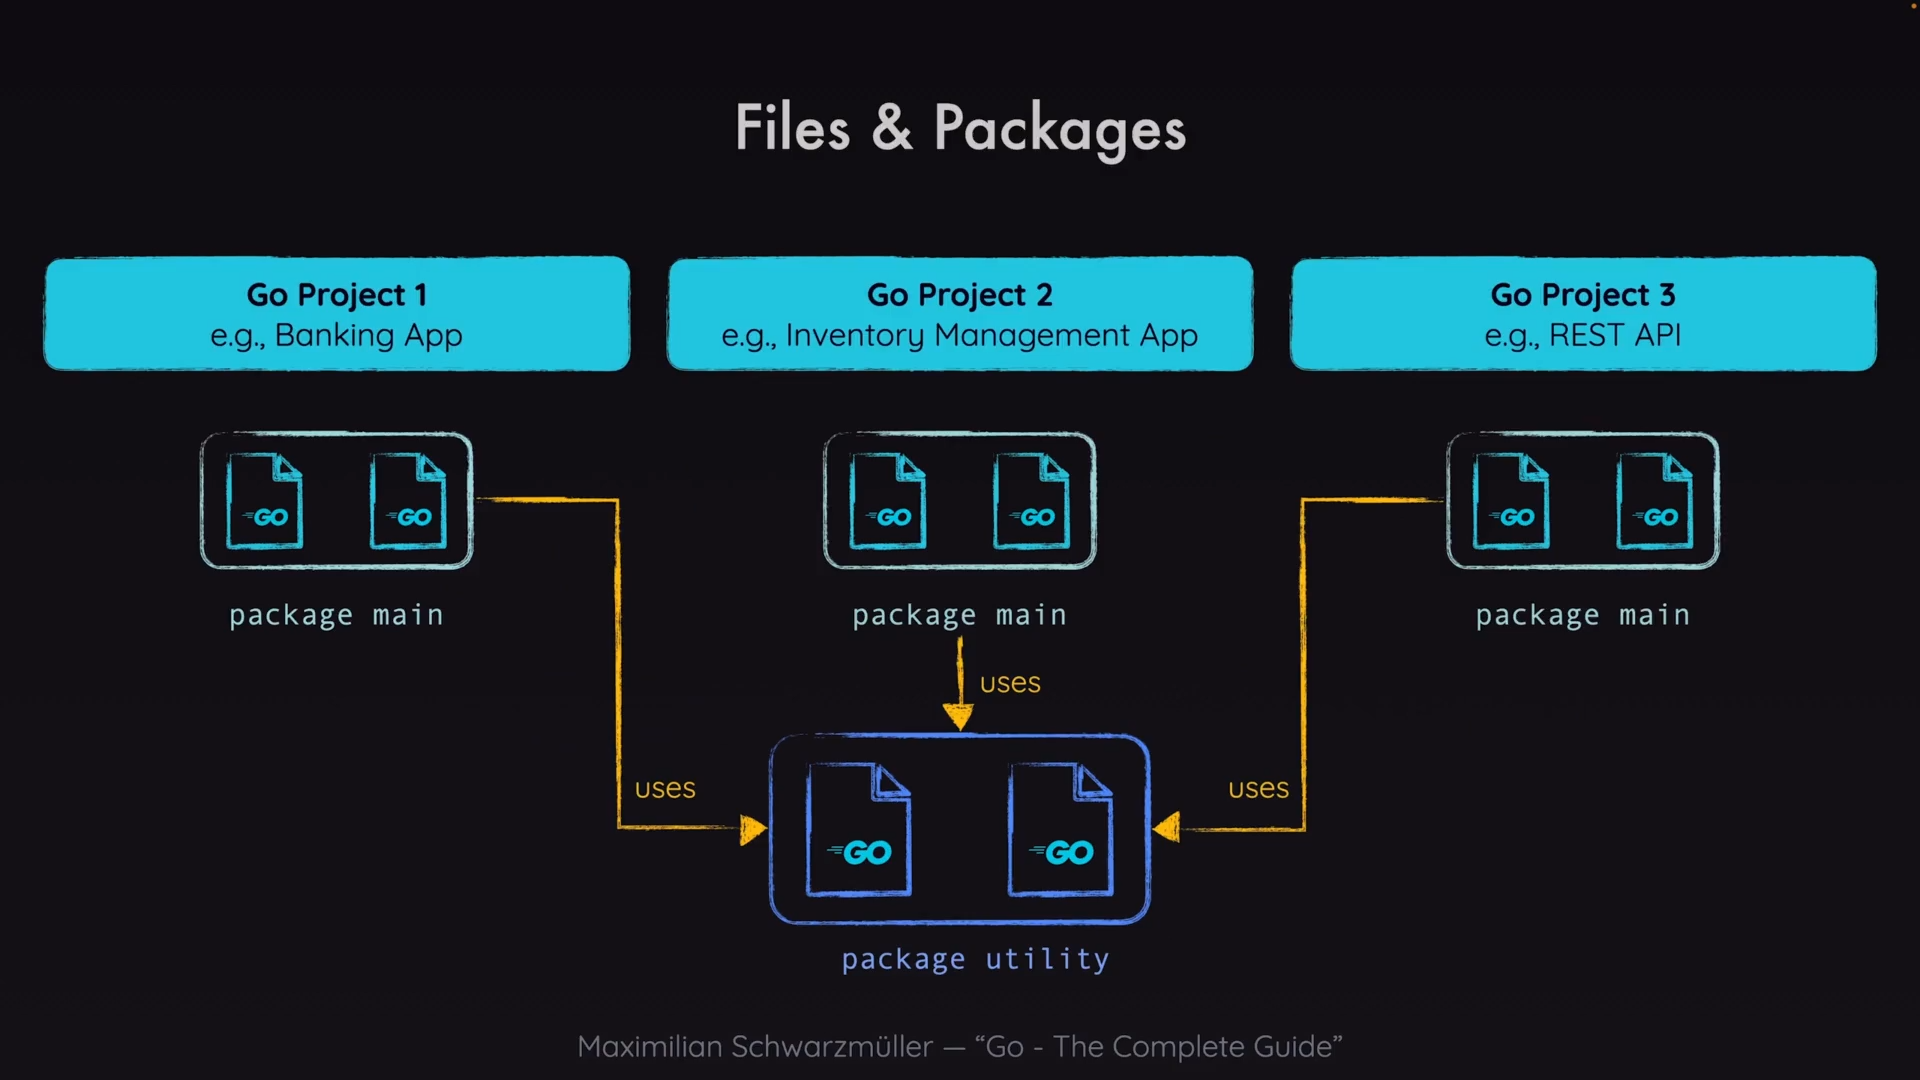 Files & Packages
Go Project 1
e.g., Banking App
Go Project 2
e.g., Inventory Management App
Go Project 3
e.g., REST API
GO
GO
GO
GO
GO
GO
package main
package main
package main
uses
uses
uses
GO
GO
package utility
Maximilian Schwarzmüller — “Go - The Complete Guide”